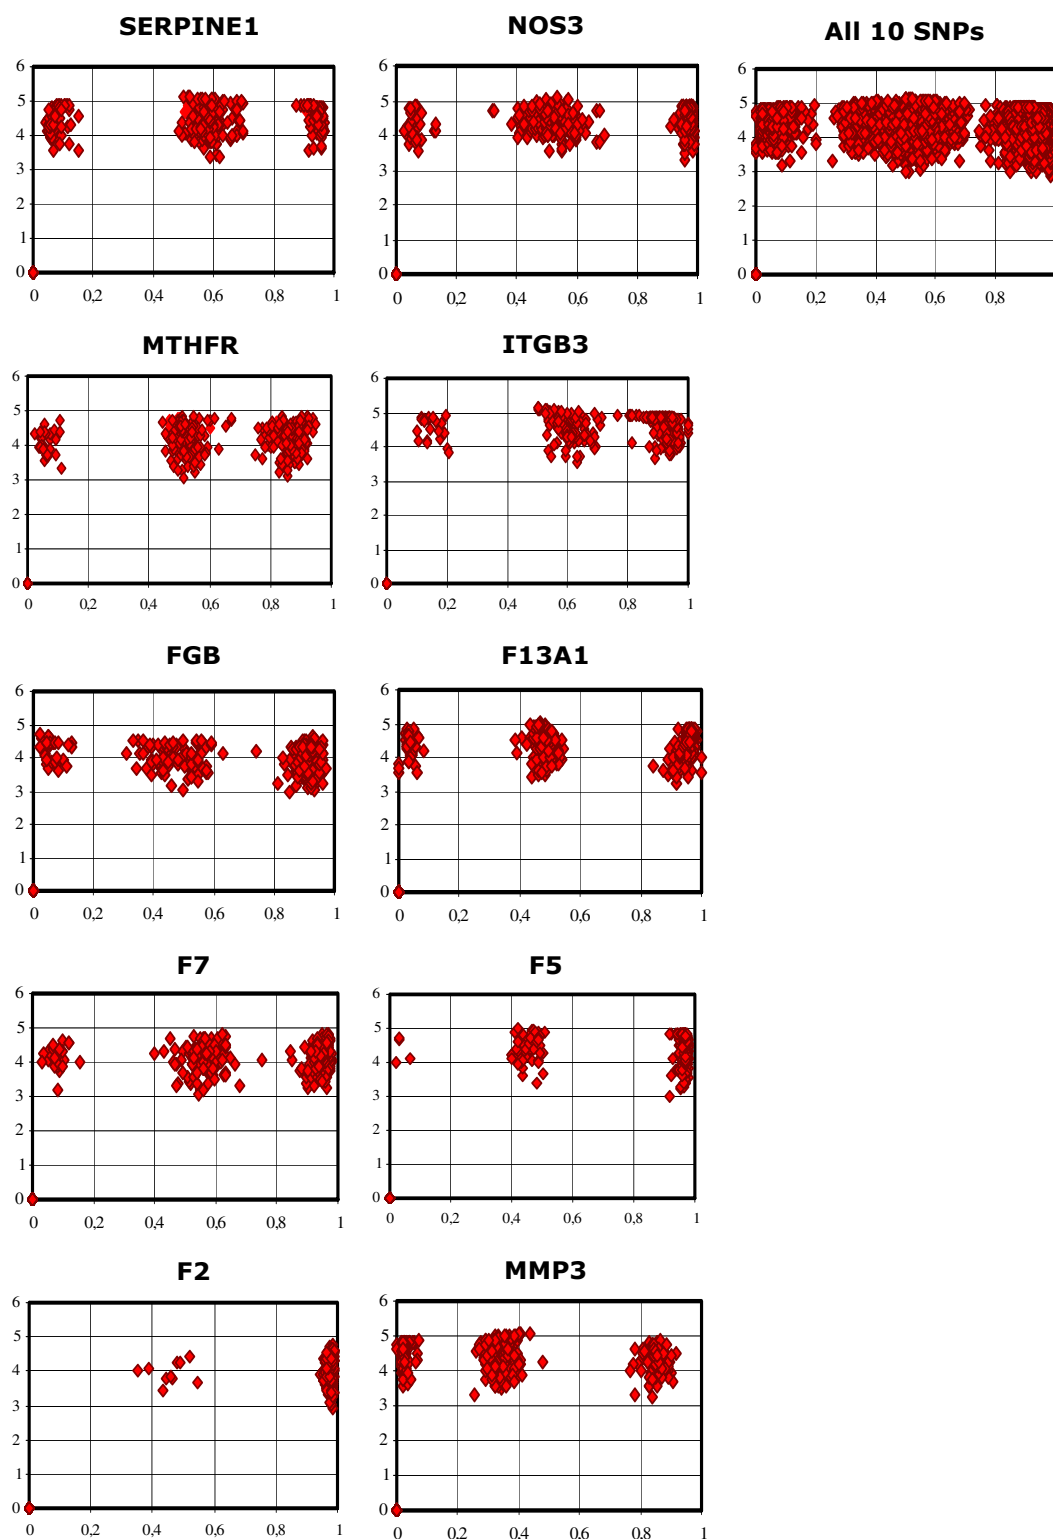 SERPINE1 NOS3 All 10 SNPs
6 6 6
5 5 5
4 4 4
3 3 3
2 2 2
1 1 1
0 0 0
0 0,2 0,4 0,6 0,8 1 0 0,2 0,4 0,6 0,8 1 0 0,2 0,4 0,6 0,8
MTHFR ITGB3
6 6
5 5
4 4
3 3
2 2
1 1
0 0
0 0,2 0,4 0,6 0,8 1 0 0,2 0,4 0,6 0,8 1
FGB F13A1
6 6
5 5
4 4
3 3
2 2
1 1
0 0
0 0,2 0,4 0,6 0,8 1 0 0,2 0,4 0,6 0,8 1
F7 F5
6 6
5 5
4 4
3 3
2 2
1 1
0 0
0 0,2 0,4 0,6 0,8 1 0 0,2 0,4 0,6 0,8 1
F2 MMP3
6 6
5 5
4 4
3 3
2 2
1 1
0 0
0 0,2 0,4 0,6 0,8 1 0 0,2 0,4 0,6 0,8 1